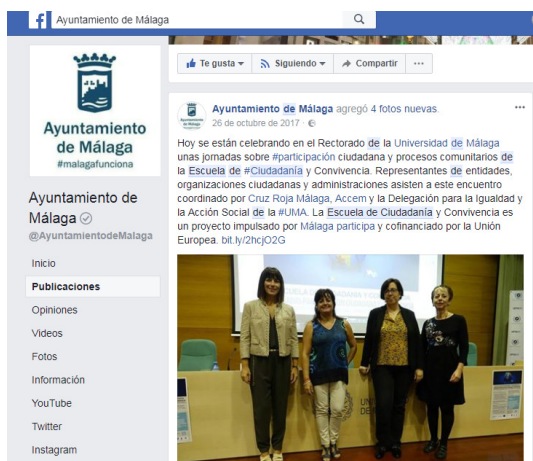 Ayuntamiento de Málaga
Te gusta
Siguiendo
Compartir
Ayuntamiento
de Málaga
#malagafunciona
Ayuntamiento de
Málaga
@AyuntamientodeMalaga
Inicio
Publicaciones
Opiniones
Videos
Fotos
Información
YouTube
Twitter
Instagram
Ayuntamiento de Málaga agregó 4 fotos nuevas.
26 de octubre de 2017 ·
Hoy se están celebrando en el Rectorado de la Universidad de Málaga
unas jornadas sobre #participación ciudadana y procesos comunitarios de
la Escuela de #Ciudadanía y Convivencia. Representantes de entidades,
organizaciones ciudadanas y administraciones asisten a este encuentro
coordinado por Cruz Roja Málaga, Accem y la Delegación para la Igualdad y
la Acción Social de la #UMA. La Escuela de Ciudadanía y Convivencia es
un proyecto impulsado por Málaga participa y cofinanciado por la Unión
Europea. bit.ly/2hcjO2G